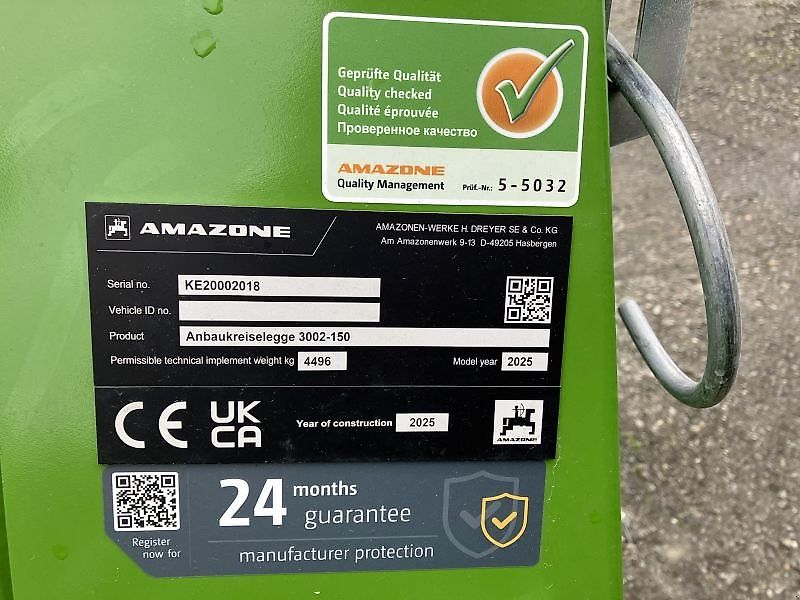 Geprüfte Qualität
Quality checked
Qualité éprouvée
Проверенное качество
AMAZONE
Quality Management
Prüf.-Nr.: 5-5032
AMAZONE
AMAZONEN-WERKE H. DREYER SE & Co. KG
Am Amazonenwerk 9-13 D-49205 Hasbergen
Serial no. KE20002018
Vehicle ID no.
Product Anbaukreiselegge 3002-150
Permissible technical implement weight kg 4496
Model year 2025
CE UK
CA
Year of construction 2025
AMAZONE
24 months
guarantee
manufacturer protection
Register
now for